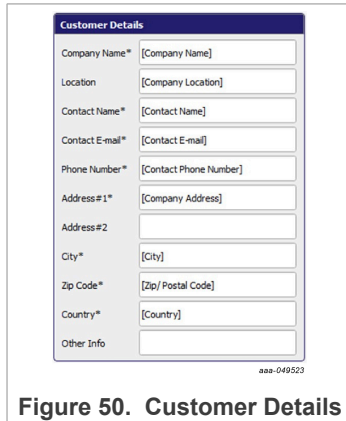 Customer Details
Company Name* [Company Name]
Location [Company Location]
Contact Name* [Contact Name]
Contact E-mail* [Contact E-mail]
Phone Number* [Contact Phone Number]
Address#1* [Company Address]
Address#2
City* [City]
Zip Code* [Zip/Postal Code]
Country* [Country]
Other Info
aaa-049523
Figure 50. Customer Details